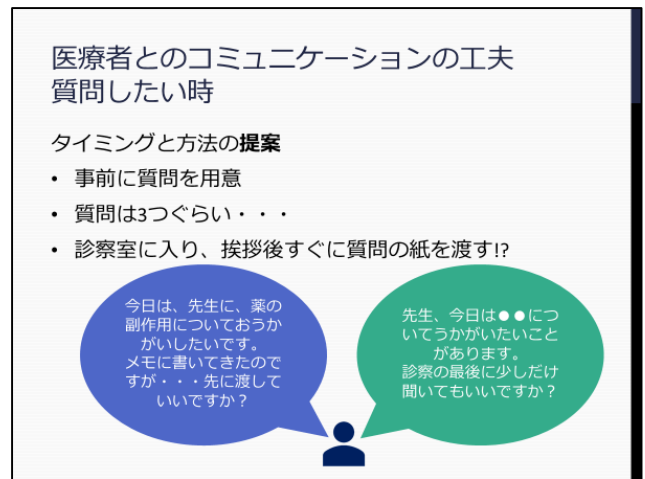 医療者とのコミュニケーションの工夫
質問したい時
タイミングと方法の提案
• 事前に質問を用意
• 質問は3つぐらい・・・
• 診察室に入り、挨拶後すぐに質問の紙を渡す!?
今日は、先生に、薬の
副作用についておうか
がいしたいです。
メモに書いてきたので
すが・・・先に渡して
いいですか？
先生、今日は●●につ
いてうかがいたいこと
があります。
診察の最後に少しだけ
聞いてもいいですか？